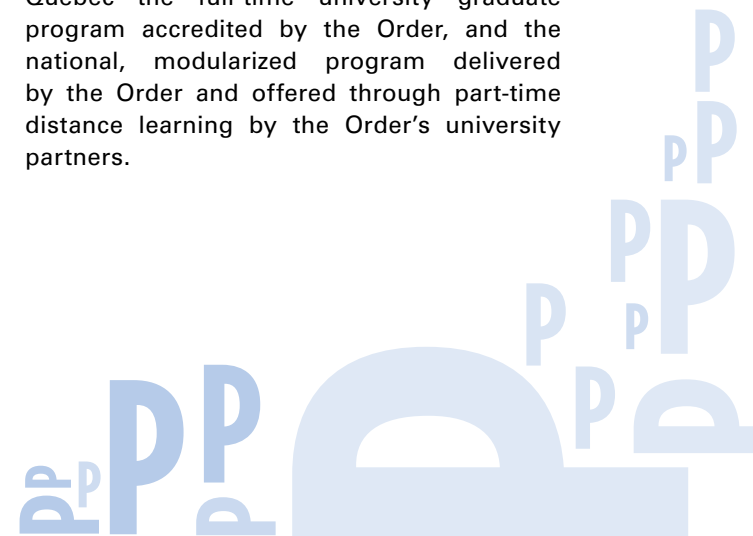 the full-time university graduate
program accredited by the Order, and the
national, modularized program delivered
by the Order and offered through part-time
distance learning by the Order's university
partners.
P
P P
P P
P P
P P P P P
P P P
P P